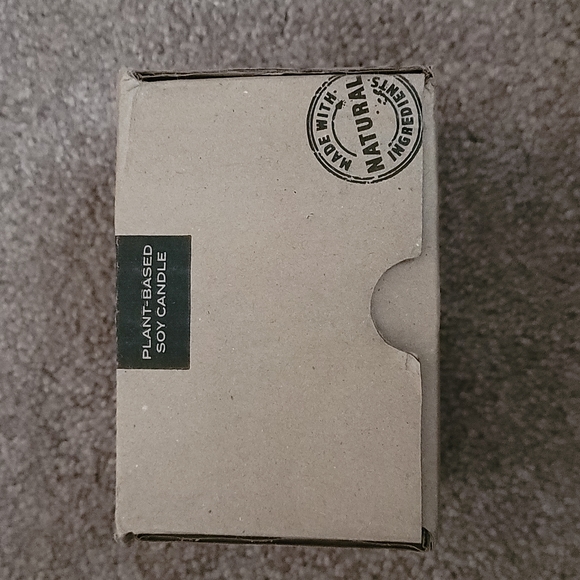 MADE WITH
NATURAL
INGREDIENTS
PLANT-BASED
SOY CANDLE